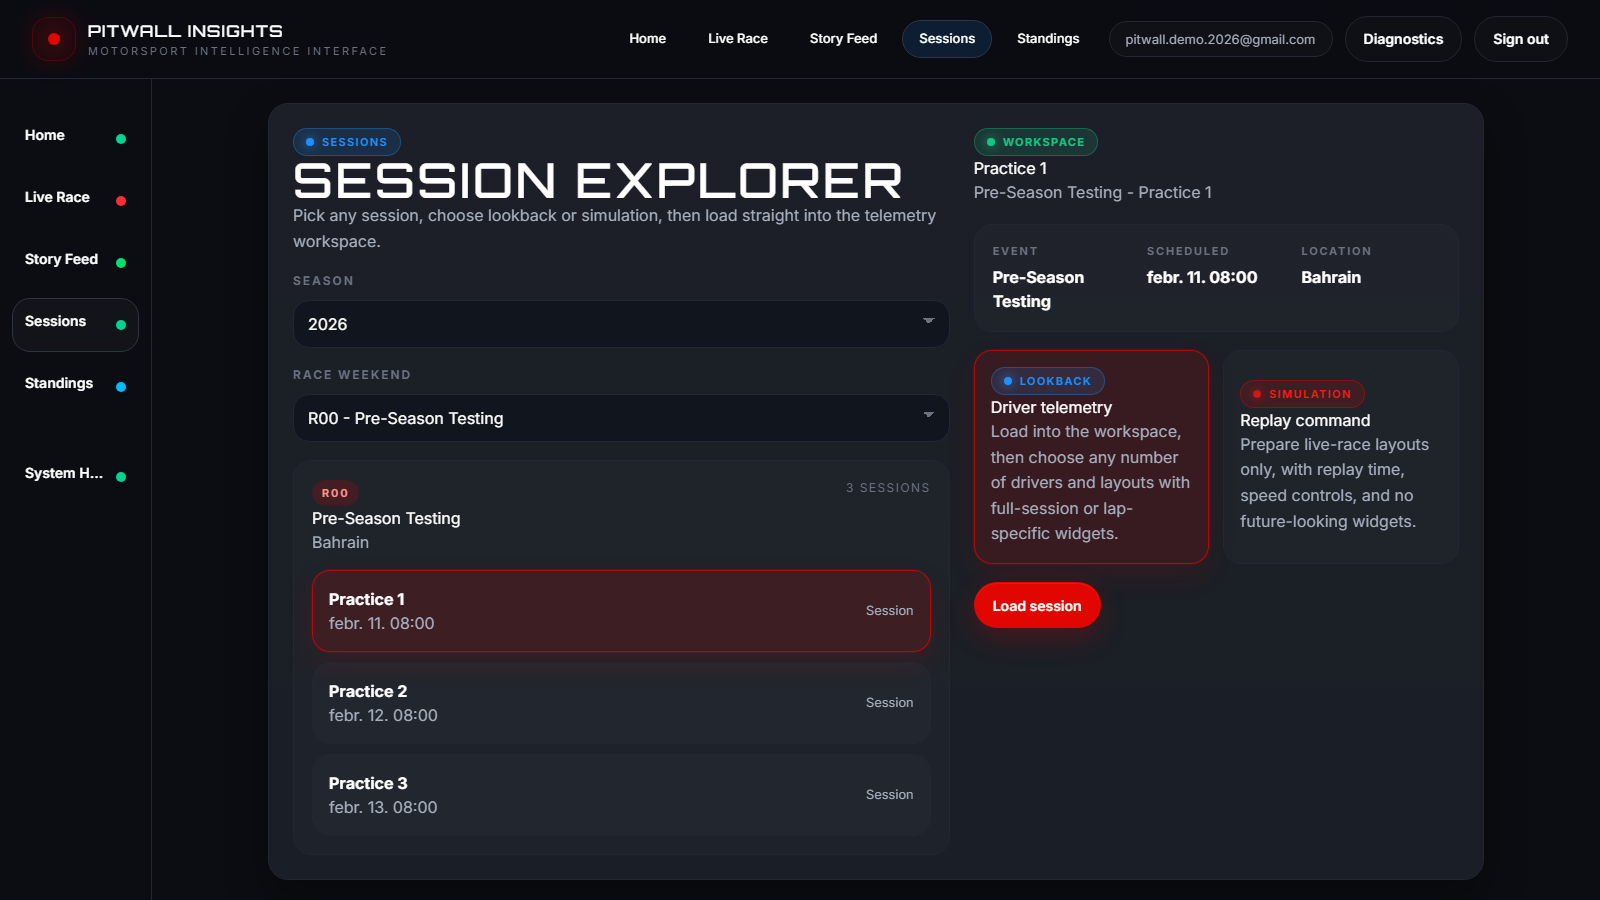 PITWALL INSIGHTS
MOTORSPORT INTELLIGENCE INTERFACE
Home
Live Race
Story Feed
Sessions
Standings
pitwall.demo.2026@gmail.com
Diagnostics
Sign out
Home
Live Race
Story Feed
Sessions
Standings
System H...
SESSIONS
SESSION EXPLORER
Pick any session, choose lookback or simulation, then load straight into the telemetry
workspace.
SEASON
2026
RACE WEEKEND
R00 - Pre-Season Testing
R00
3 SESSIONS
Pre-Season Testing
Bahrain
Practice 1
febr. 11. 08:00
Session
Practice 2
febr. 12. 08:00
Session
Practice 3
febr. 13. 08:00
Session
WORKSPACE
Practice 1
Pre-Season Testing - Practice 1
EVENT
Pre-Season
Testing
SCHEDULED
febr. 11. 08:00
LOCATION
Bahrain
LOOKBACK
Driver telemetry
Load into the workspace,
then choose any number
of drivers and layouts with
full-session or lap-
specific widgets.
SIMULATION
Replay command
Prepare live-race layouts
only, with replay time,
speed controls, and no
future-looking widgets.
Load session